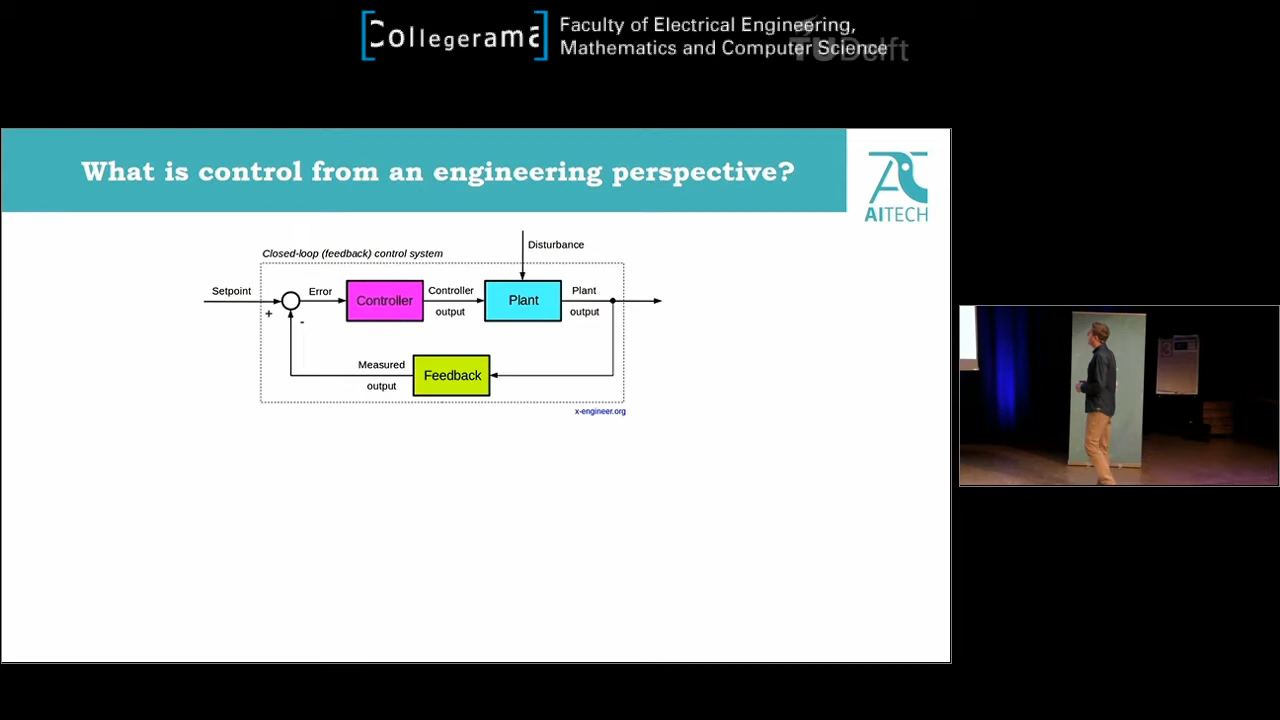 Collegerama
Faculty of Electrical Engineering,
Mathematics and Computer Science
TUDelft
What is control from an engineering perspective?
AITECH
Closed-loop (feedback) control system
Disturbance
Setpoint
+
-
Error
Controller
Controller
output
Plant
Plant
output
Measured
output
Feedback
x-engineer.org
3